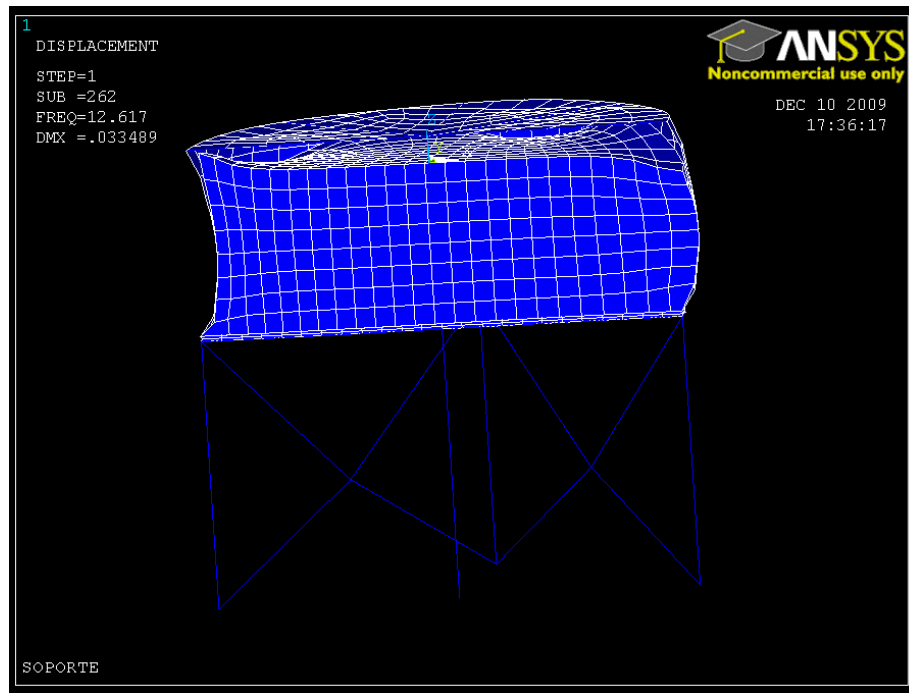 1
DISPLACEMENT
STEP=1
SUB =262
FREQ=12.617
DMX =.033489
ANSYS
Noncommercial use only
DEC 10 2009
17:36:17
Y
SOPORTE